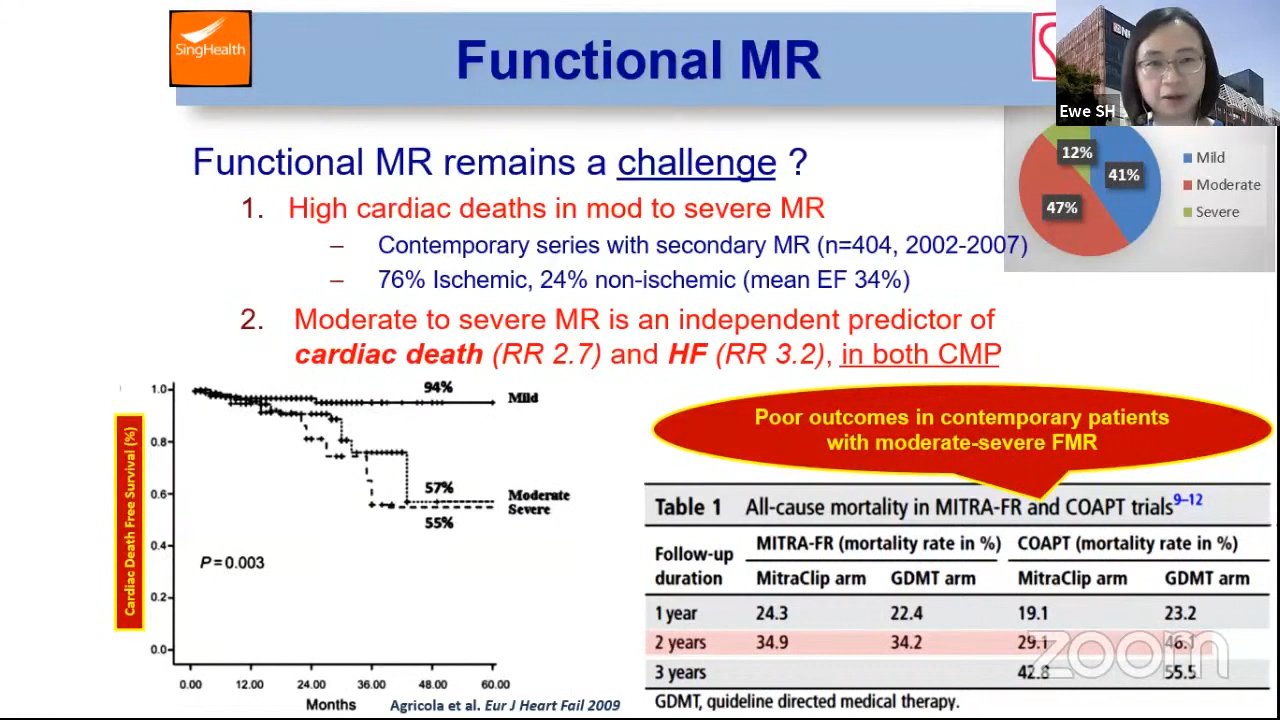 SingHealth
Functional MR
Ewe SH
Functional MR remains a challenge ?
1. High cardiac deaths in mod to severe MR
– Contemporary series with secondary MR (n=404, 2002-2007)
– 76% Ischemic, 24% non-ischemic (mean EF 34%)
2. Moderate to severe MR is an independent predictor of
cardiac death (RR 2.7) and HF (RR 3.2), in both CMP
12%
41%
47%
Mild
Moderate
Severe
Cardiac Death Free Survival (%)
1.0
0.8
0.6
0.4
0.2
0.0
94%
Mild
57%
Moderate
Severe
55%
P=0.003
0.00 12.00 24.00 36.00 48.00 60.00
Months
Agricola et al. Eur J Heart Fail 2009
Poor outcomes in contemporary patients
with moderate-severe FMR
Table 1 All-cause mortality in MITRA-FR and COAPT trials9–12
Follow-up duration
MITRA-FR (mortality rate in %) COAPT (mortality rate in %)
MitraClip arm GDMT arm MitraClip arm GDMT arm
1 year 24.3 22.4 19.1 23.2
2 years 34.9 34.2 29.1 46.1
3 years 42.8 55.5
GDMT, guideline directed medical therapy.
zoom